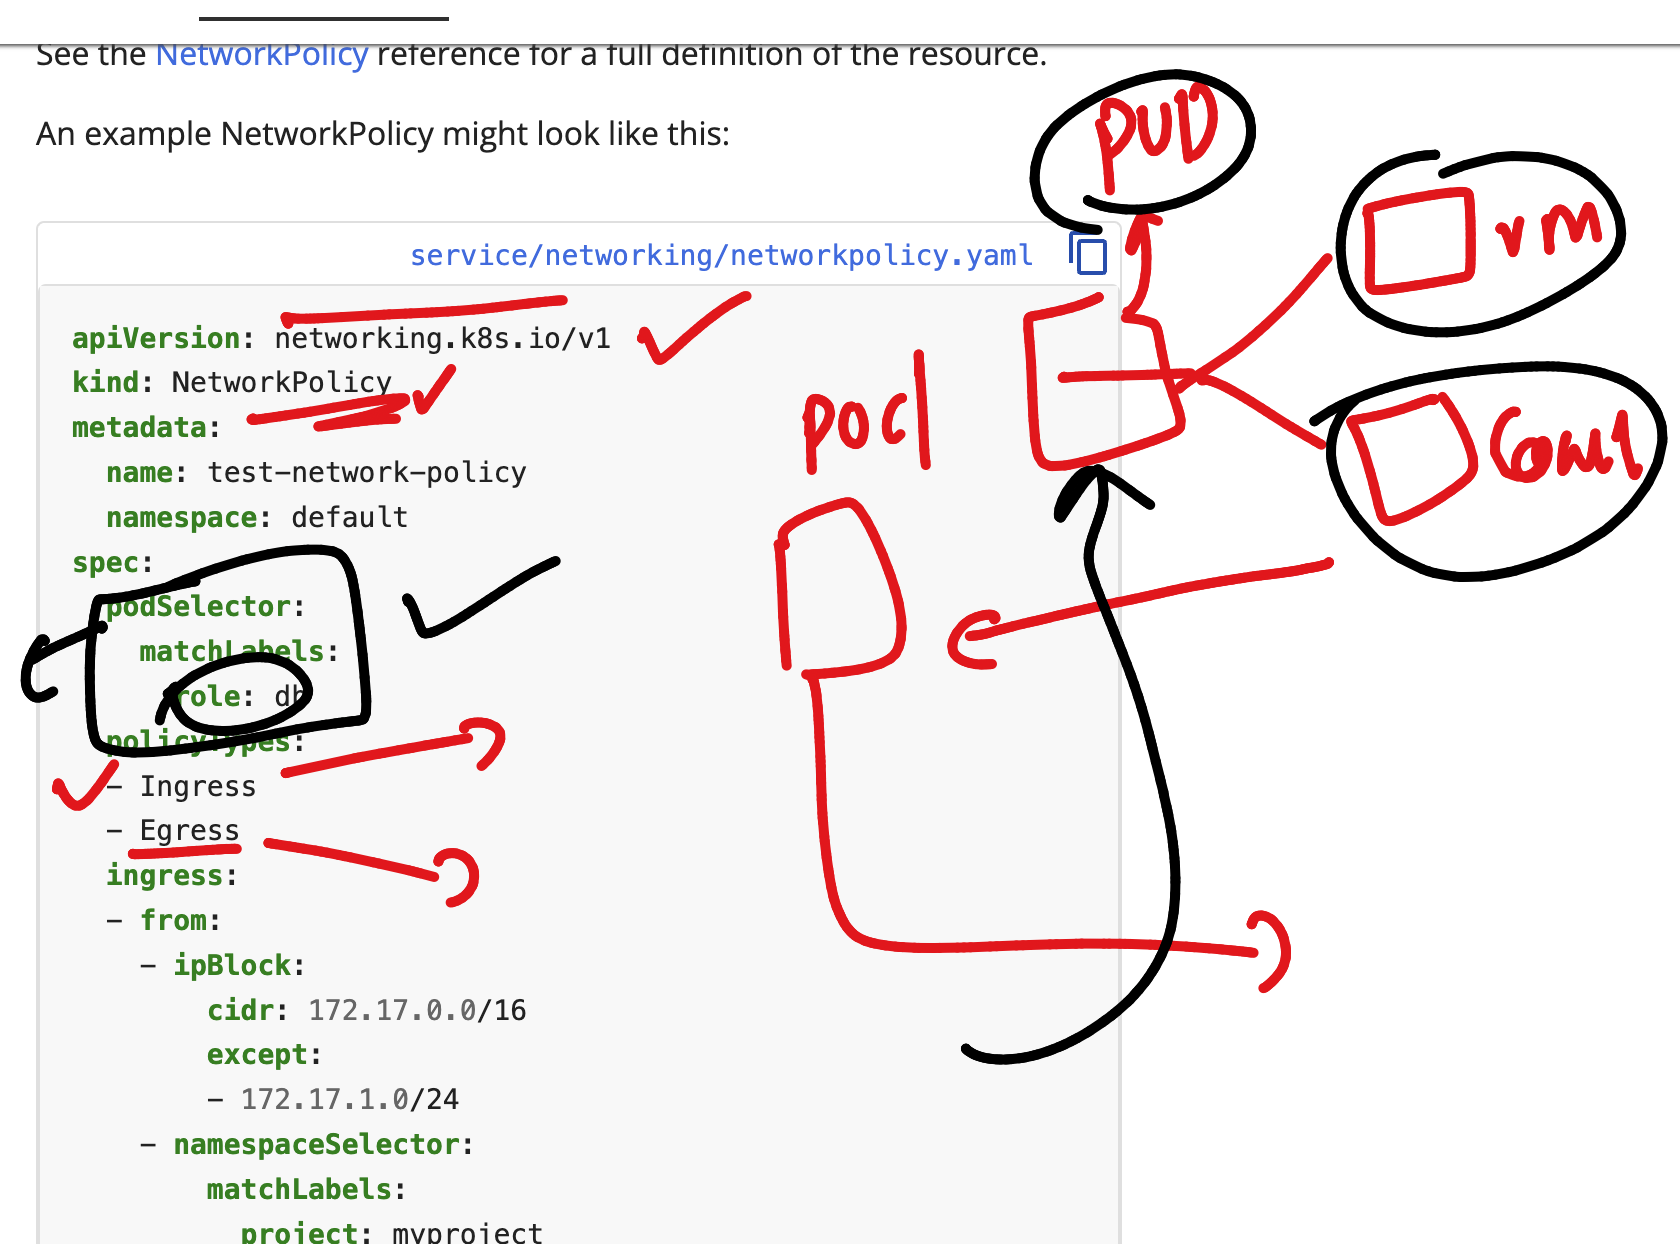 See the NetworkPolicy reference for a full definition of the resource.
An example NetworkPolicy might look like this:
service/networking/networkpolicy.yaml
apiVersion: networking.k8s.io/v1
kind: NetworkPolicy
metadata:
  name: test-network-policy
  namespace: default
spec:
  podSelector:
    matchLabels:
      role: db
  policyTypes:
  - Ingress
  - Egress
  ingress:
  - from:
    - ipBlock:
        cidr: 172.17.0.0/16
        except:
        - 172.17.1.0/24
    - namespaceSelector:
        matchLabels:
          project: myproject
pod